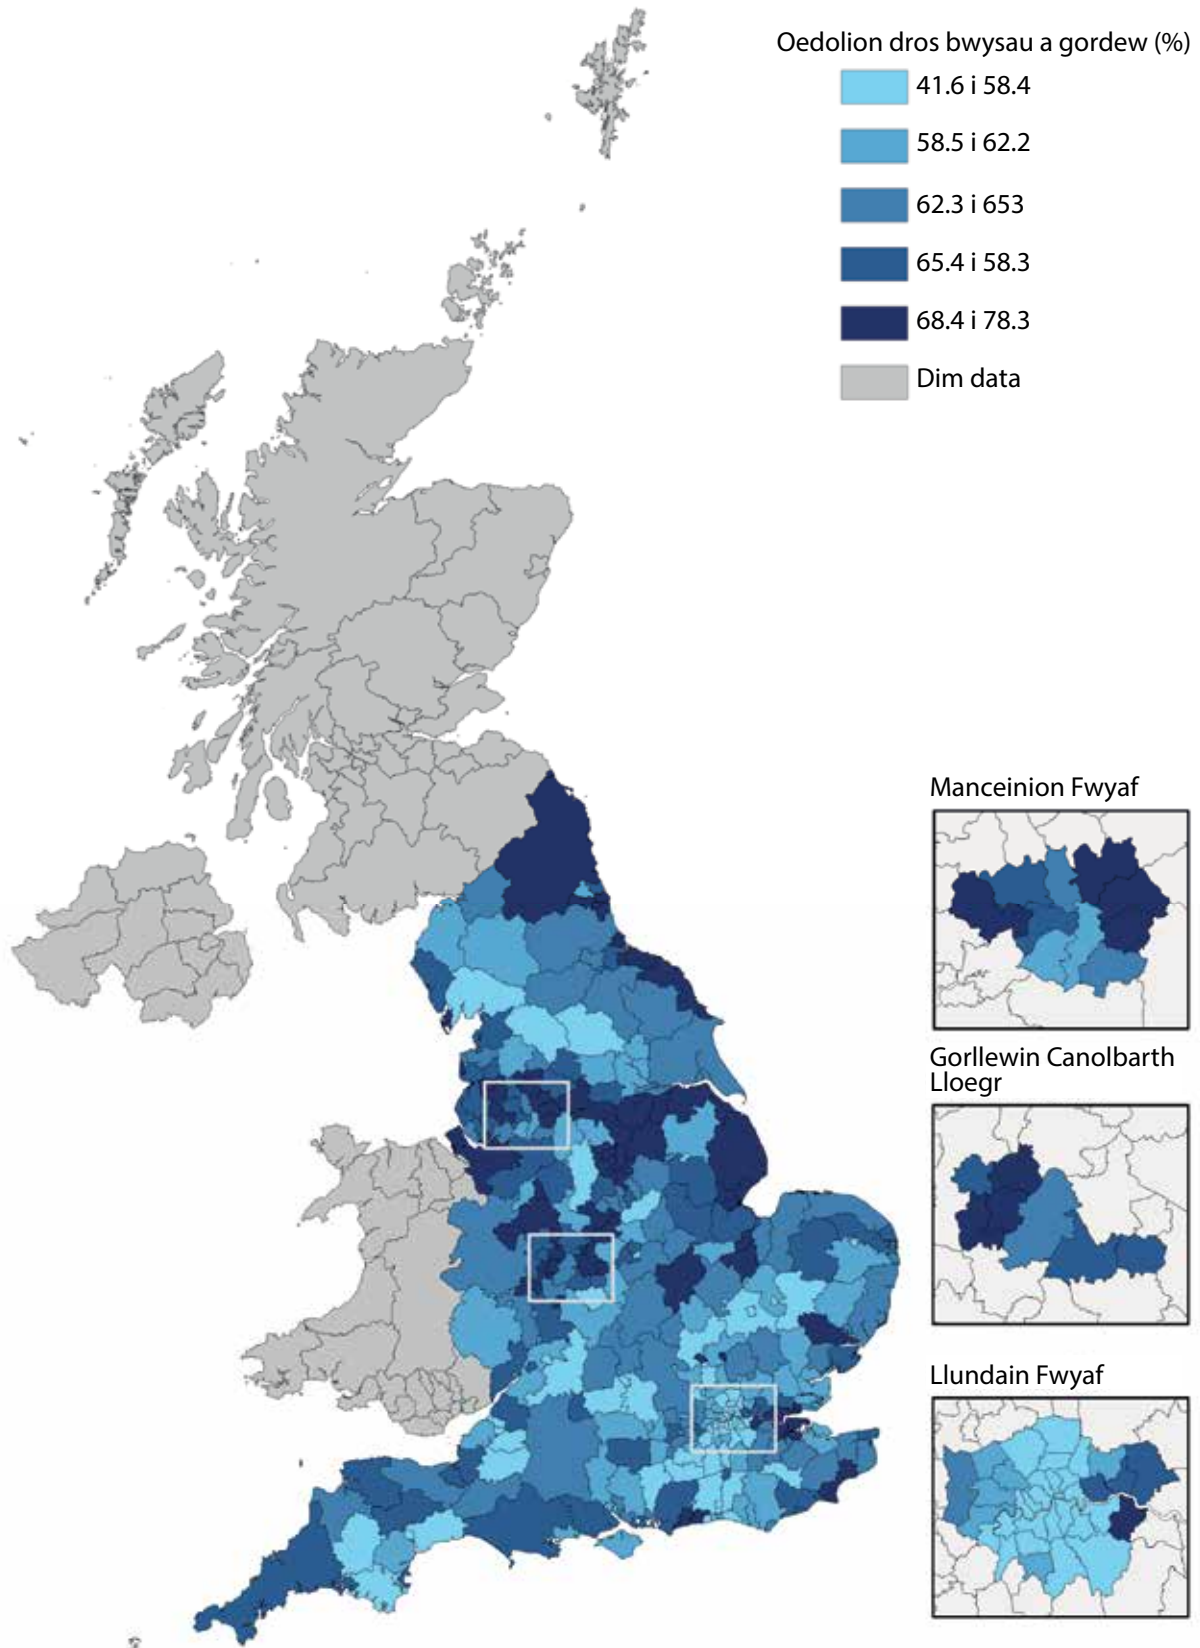 Oedolion dros bwysau a gordew (%)
41.6 i 58.4
58.5 i 62.2
62.3 i 653
65.4 i 58.3
68.4 i 78.3
Dim data
Manceinion Fwyaf
Gorllewin Canolbarth
Lloegr
Llundain Fwyaf